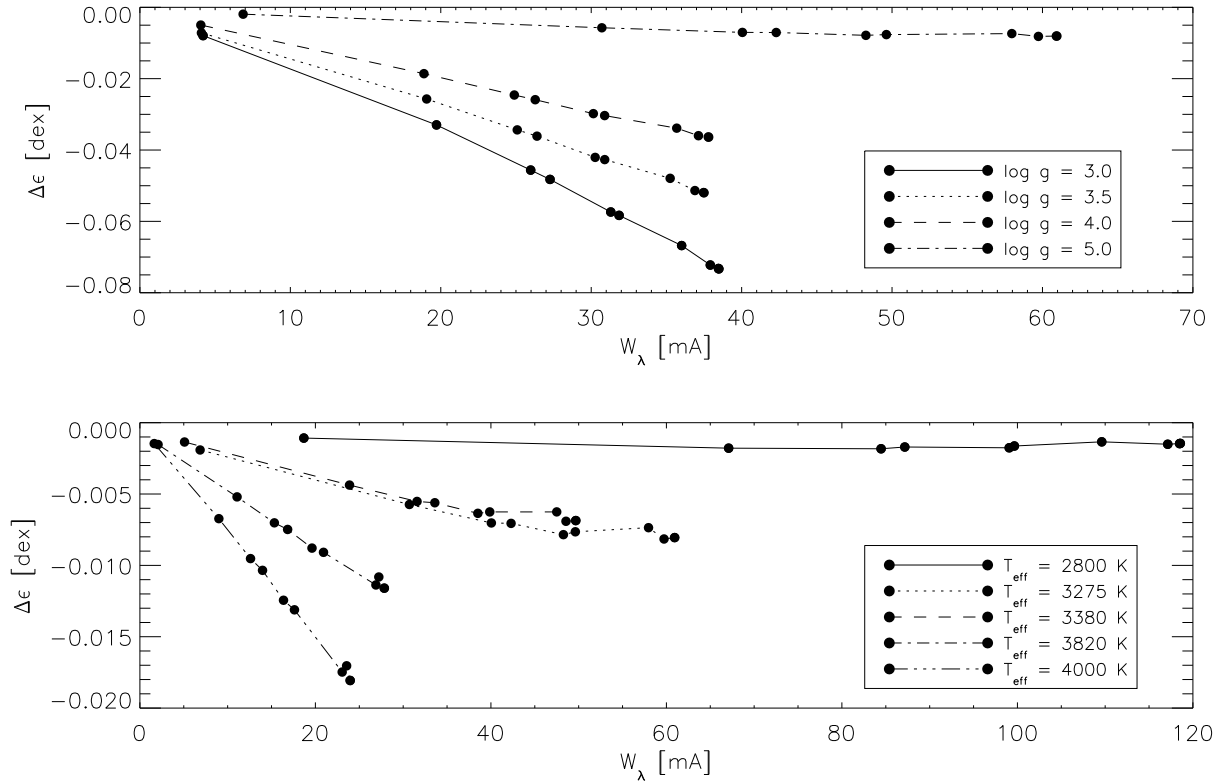 0.00
−0.02
−0.04
−0.06
−0.08
Δϵ [dex]
log g = 3.0
log g = 3.5
log g = 4.0
log g = 5.0
0 10 20 30 40 50 60 70
W_λ [mA]
0.000
−0.005
−0.010
−0.015
−0.020
Δϵ [dex]
T_eff = 2800 K
T_eff = 3275 K
T_eff = 3380 K
T_eff = 3820 K
T_eff = 4000 K
0 20 40 60 80 100 120
W_λ [mA]